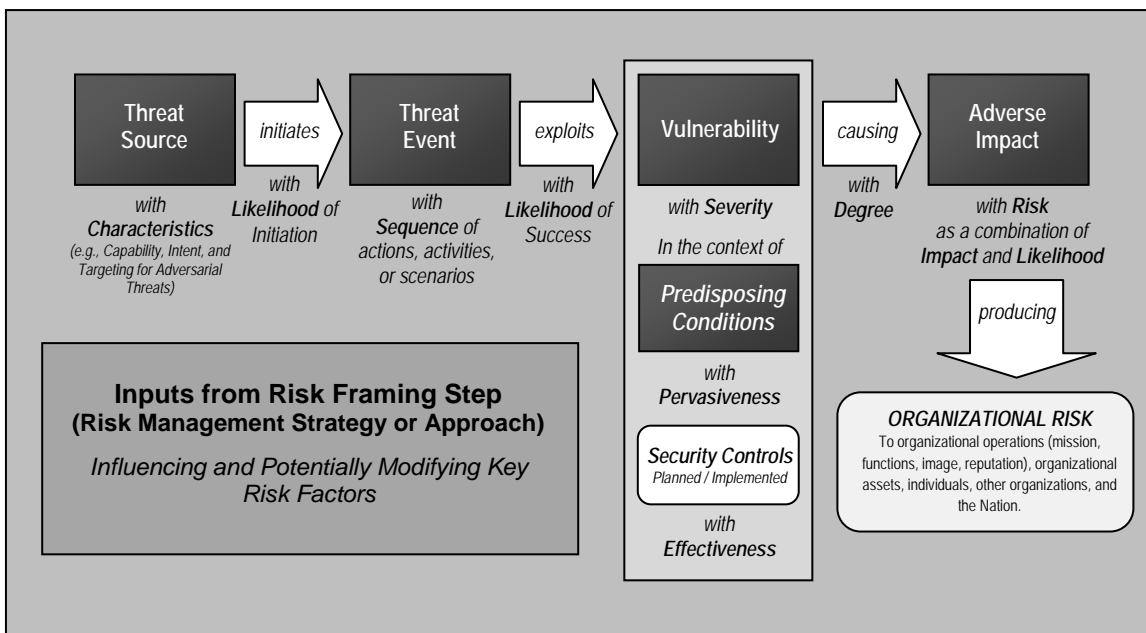 Threat
Source
with
Characteristics
(e.g., Capability, Intent, and
Targeting for Adversarial
Threats)
initiates
with
Likelihood of
Initiation
Threat
Event
with
Sequence of
actions, activities,
or scenarios
exploits
with
Likelihood of
Success
Vulnerability
with Severity
In the context of
Predisposing
Conditions
with
Pervasiveness
Security Controls
Planned / Implemented
with
Effectiveness
causing
with
Degree
Adverse
Impact
with Risk
as a combination of
Impact and Likelihood
producing
ORGANIZATIONAL RISK
To organizational operations (mission,
functions, image, reputation), organizational
assets, individuals, other organizations, and
the Nation.
Inputs from Risk Framing Step
(Risk Management Strategy or Approach)
Influencing and Potentially Modifying Key
Risk Factors